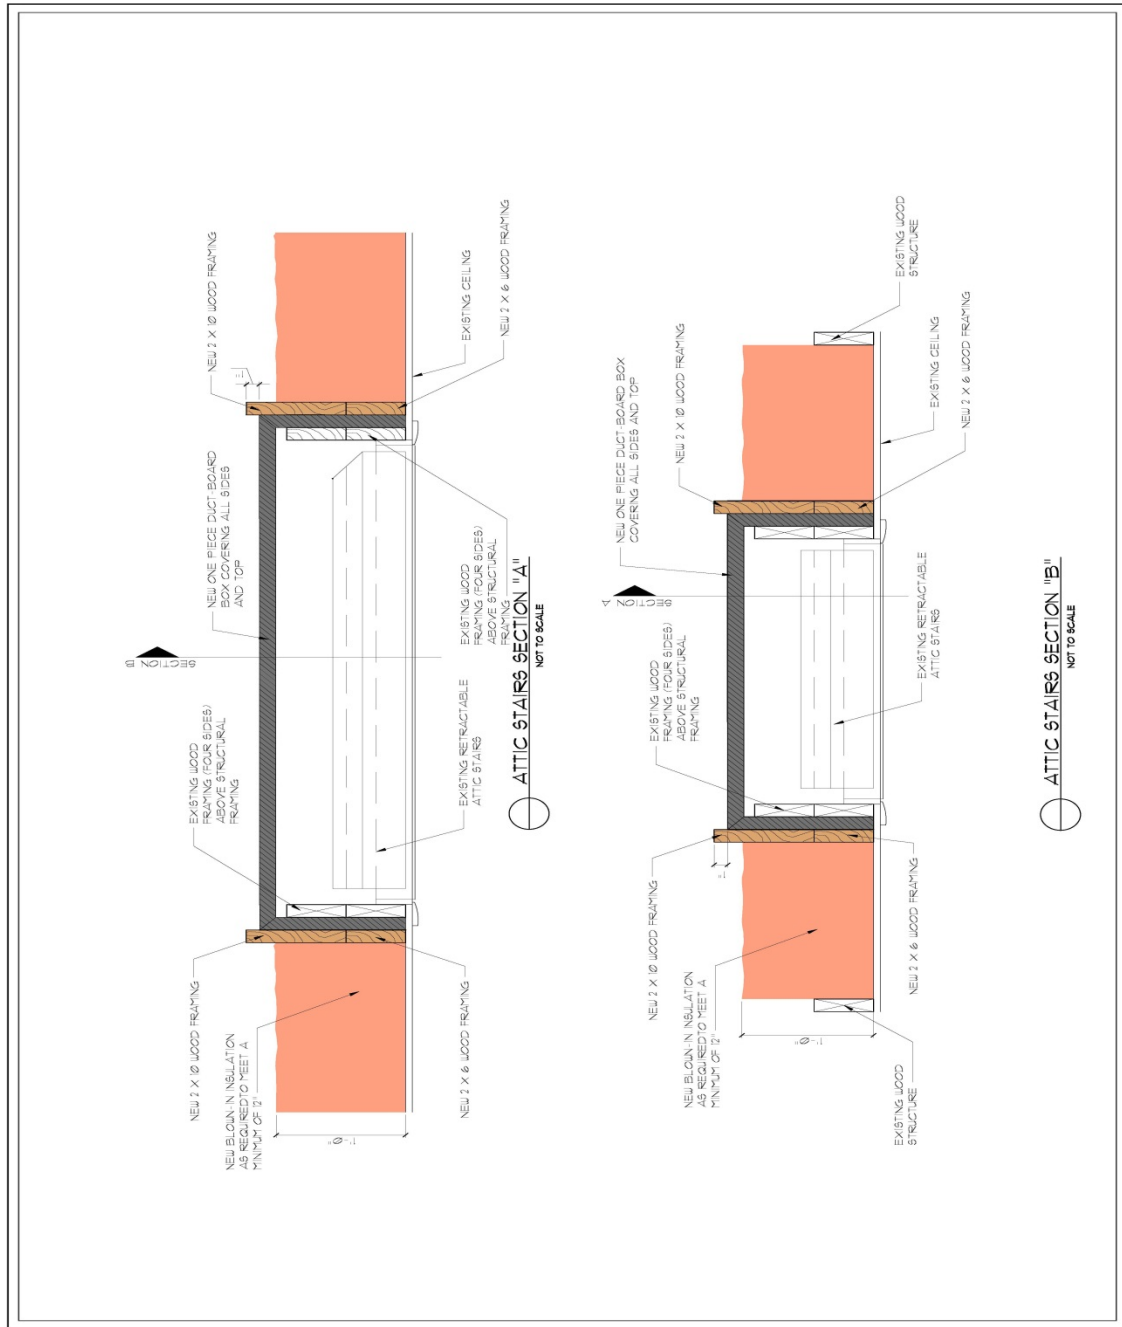 NEW 2 X 10 WOOD FRAMING
NEW BLOWN-IN INSULATION
AS REQUIRED TO MEET A
MINIMUM OF 12"
1'-0"
EXISTING WOOD
FRAMING (FOUR SIDES)
ABOVE STRUCTURAL
FRAMING
SECTION B
NEW ONE PIECE DUCT-BOARD
BOX COVERING ALL SIDES
AND TOP
NEW 2 X 10 WOOD FRAMING
1"
NEW 2 X 6 WOOD FRAMING
EXISTING RETRACTABLE
ATTIC STAIRS
EXISTING WOOD
FRAMING (FOUR SIDES)
ABOVE STRUCTURAL
FRAMING
EXISTING CEILING
NEW 2 X 6 WOOD FRAMING
ATTIC STAIRS SECTION "A"
NOT TO SCALE
NEW 2 X 10 WOOD FRAMING
NEW BLOWN-IN INSULATION
AS REQUIRED TO MEET A
MINIMUM OF 12"
1'-0"
1"
EXISTING WOOD
FRAMING (FOUR SIDES)
ABOVE STRUCTURAL
FRAMING
SECTION A
NEW ONE PIECE DUCT-BOARD BOX
COVERING ALL SIDES AND TOP
NEW 2 X 10 WOOD FRAMING
EXISTING WOOD
STRUCTURE
NEW 2 X 6 WOOD FRAMING
EXISTING RETRACTABLE
ATTIC STAIRS
EXISTING CEILING
NEW 2 X 6 WOOD FRAMING
EXISTING WOOD
STRUCTURE
ATTIC STAIRS SECTION "B"
NOT TO SCALE